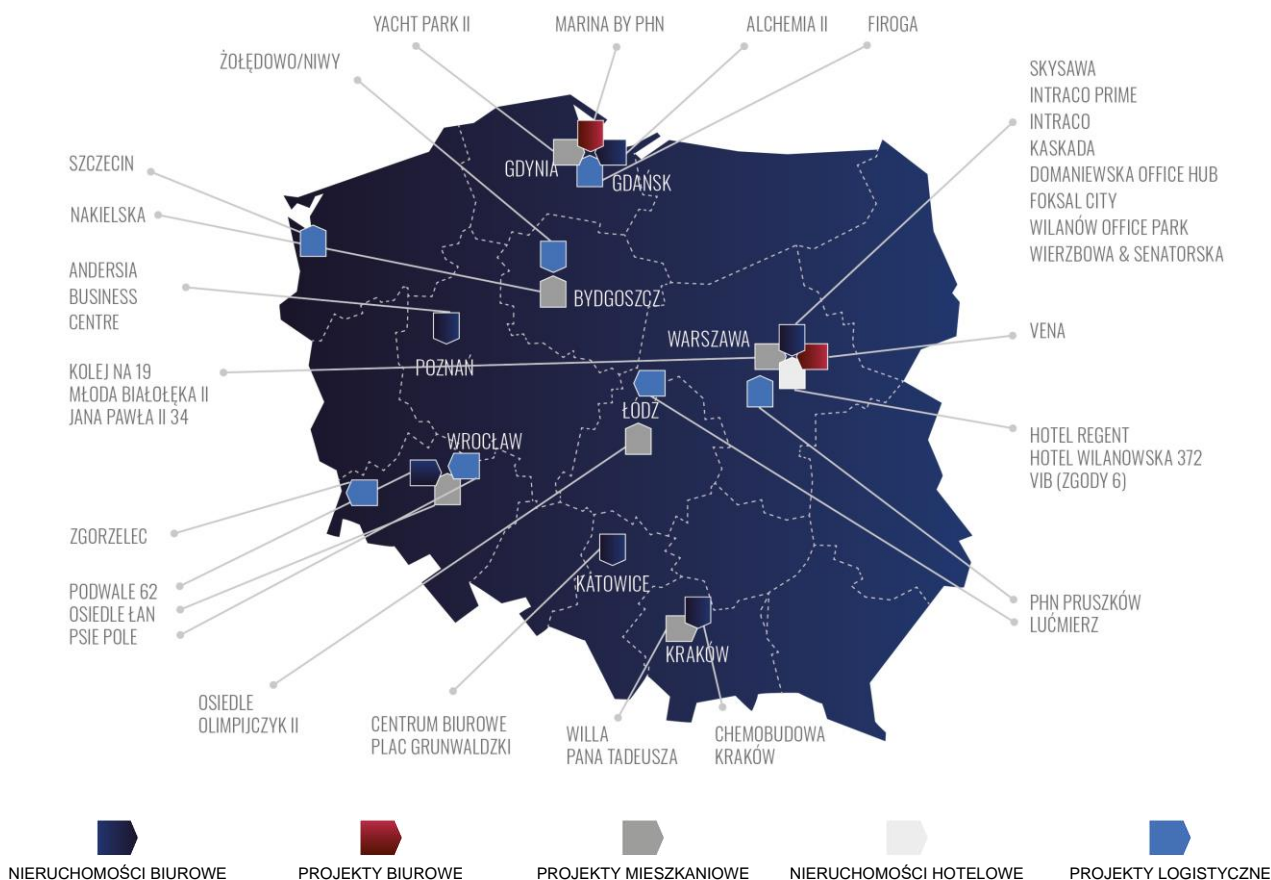 YACHT PARK II
MARINA BY PHN
ALCHEMIA II
FIROGA
ŻOŁĘDOWO/NIWY
SKYSAWA
INTRACO PRIME
INTRACO
KASKADA
DOMANIEWSKA OFFICE HUB
FOKSAL CITY
WILANÓW OFFICE PARK
WIERZBOWA & SENATORSKA
SZCZECIN
NAKIELSKA
GDYNIA
GDAŃSK
ANDERSIA
BUSINESS
CENTRE
BYDGOSZCZ
WARSZAWA
VENA
POZNAŃ
KOLEJ NA 19
MŁODA BIAŁOŁĘKA II
JANA PAWŁA II 34
ŁÓDŹ
WROCŁAW
HOTEL REGENT
HOTEL WILANOWSKA 372
VIB (ZGODY 6)
ZGORZELEC
PODWALE 62
OSIEDLE ŁAN
PSIE POLE
KATOWICE
PHN PRUSZKÓW
LUĆMIERZ
KRAKÓW
OSIEDLE
OLIMPIJCZYK II
CENTRUM BIUROWE
PLAC GRUNWALDZKI
WILLA
PANA TADEUSZA
CHEMOBUDOWA
KRAKÓW
NIERUCHOMOŚCI BIUROWE
PROJEKTY BIUROWE
PROJEKTY MIESZKANIOWE
NIERUCHOMOŚCI HOTELOWE
PROJEKTY LOGISTYCZNE